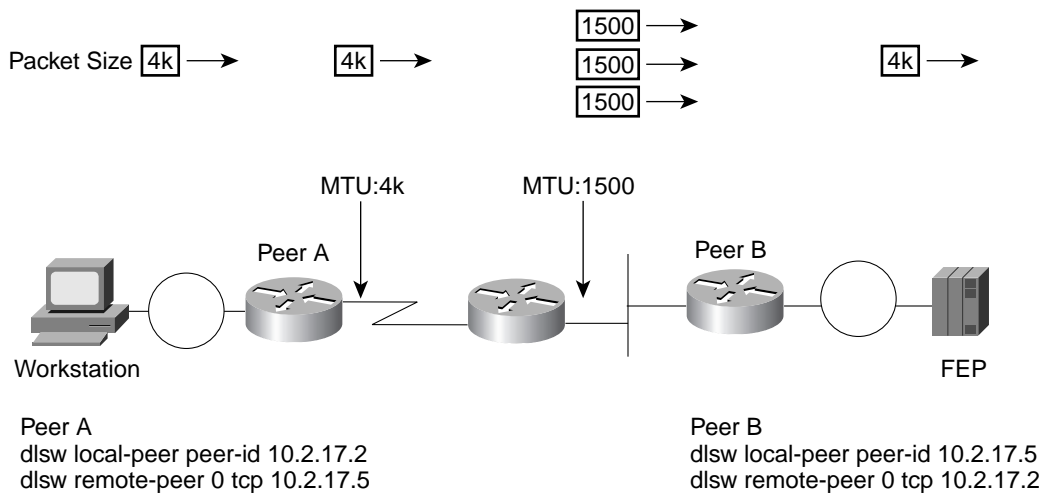 1500
Packet Size 4k 4k 1500 4k
1500
MTU:4k MTU:1500
Peer A Peer B
Workstation FEP
Peer A
dlsw local-peer peer-id 10.2.17.2
dlsw remote-peer 0 tcp 10.2.17.5
Peer B
dlsw local-peer peer-id 10.2.17.5
dlsw remote-peer 0 tcp 10.2.17.2